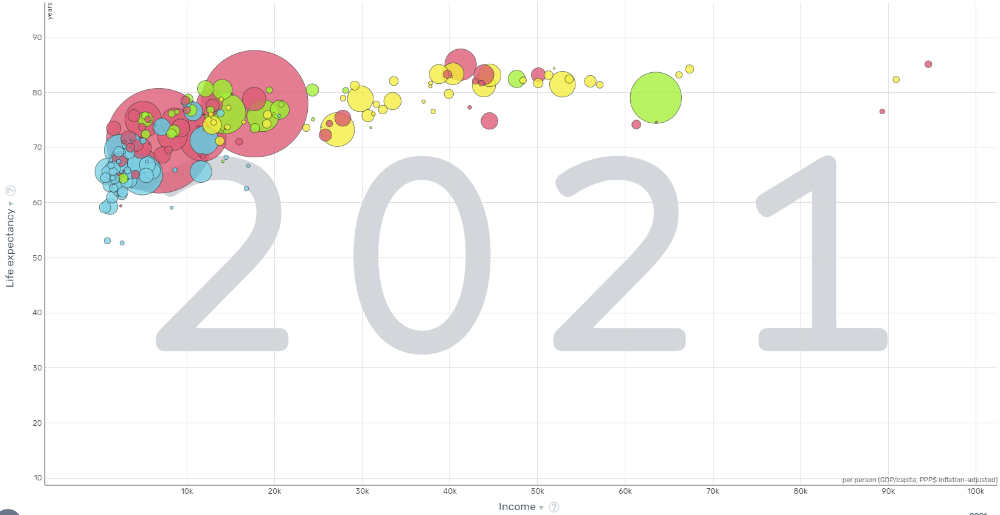 years
90
80
70
60
50
40
30
20
10
Life expectancy ▾ ?
2021
per person (GDP/capita, PPP$ inflation-adjusted)
10k 20k 30k 40k 50k 60k 70k 80k 90k 100k
Income ▾ ?
2021